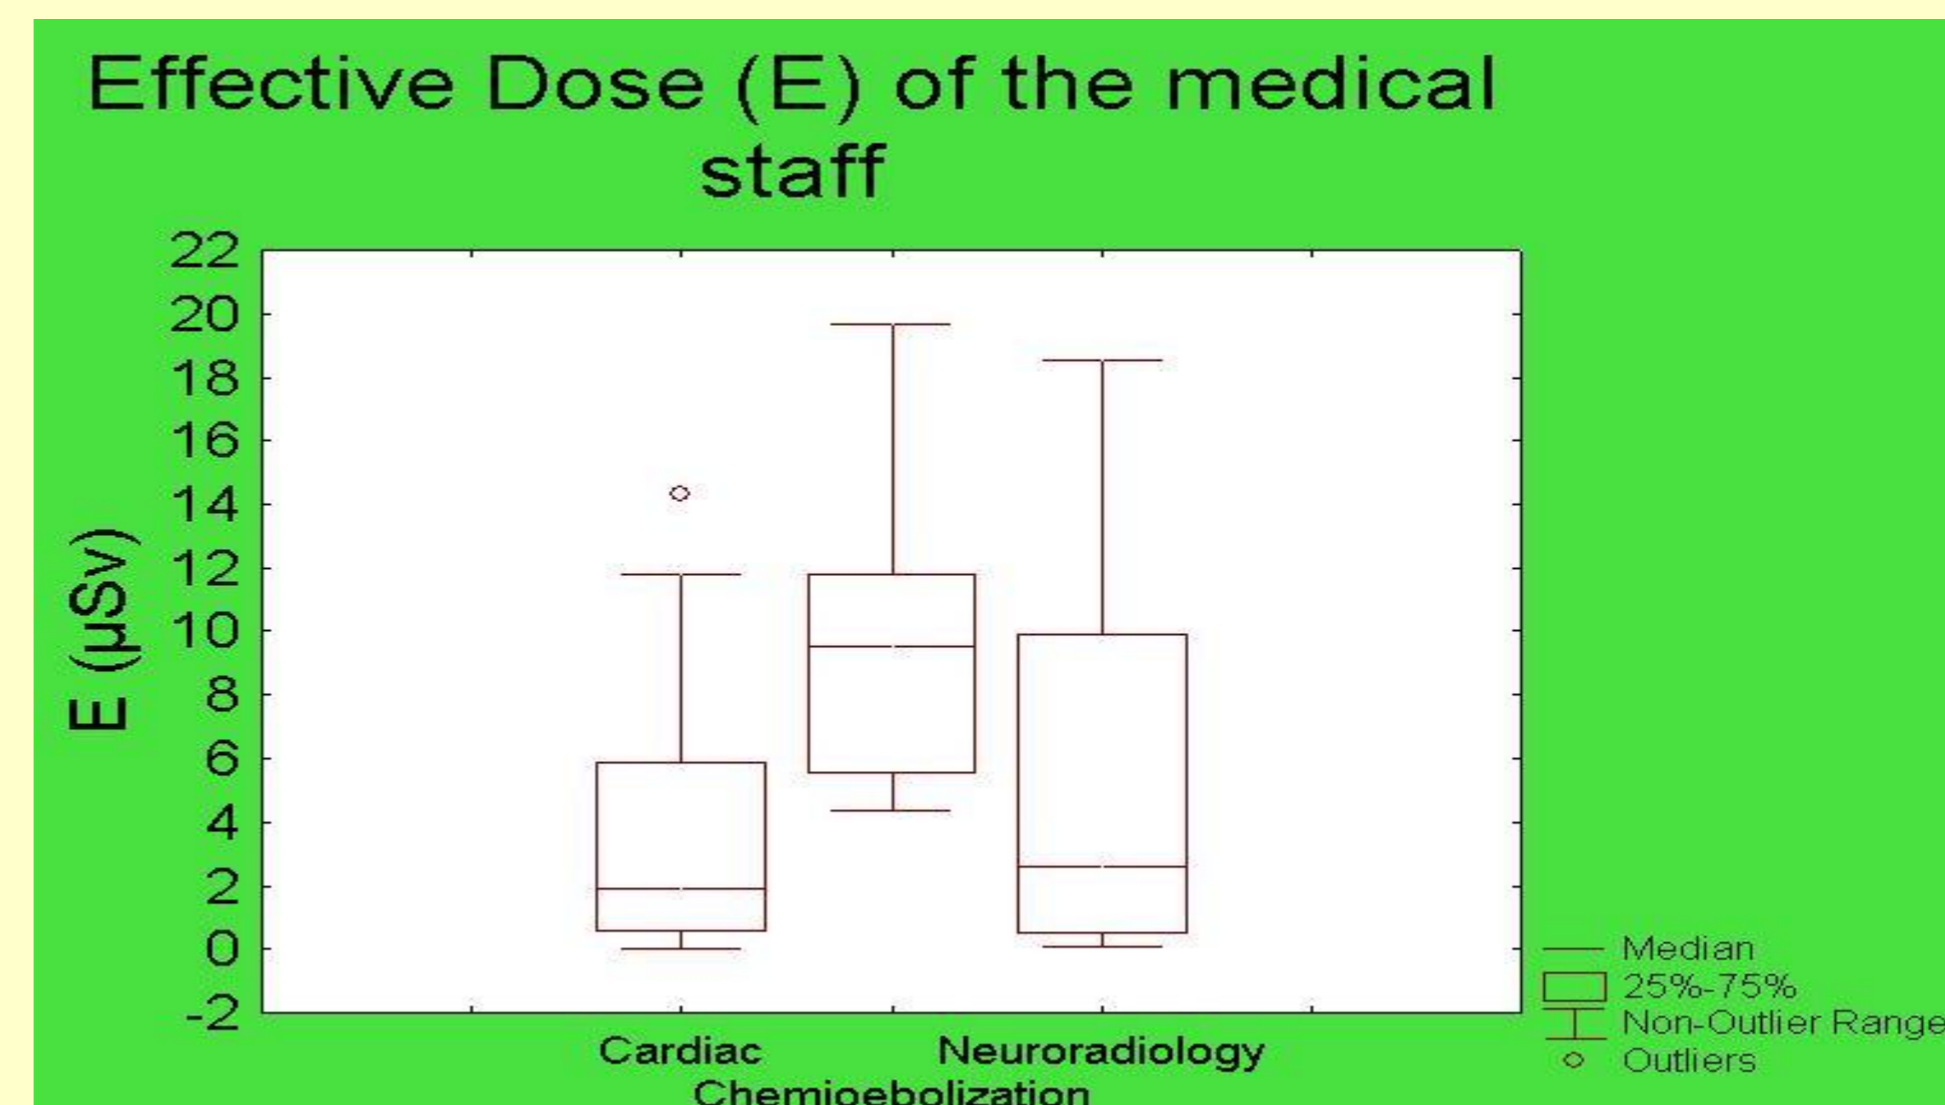 Effective Dose (E) of the medical
staff
22
20
18
16
14
12
10
8
6
4
2
0
-2
E (μSv)
Cardiac
Neuroradiology
Chemioebolization
Median
25%-75%
Non-Outlier Range
Outliers